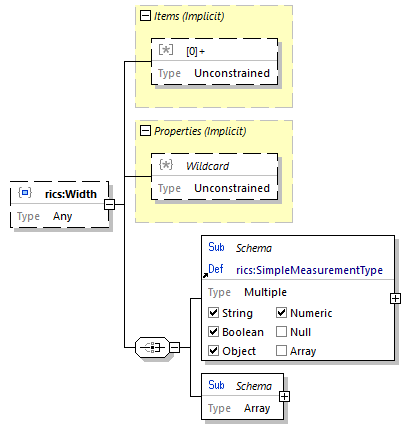 Items (Implicit)
[0]+
Type Unconstrained
Properties (Implicit)
Wildcard
Type Unconstrained
rics:Width
Type Any
Sub Schema
Def rics:SimpleMeasurementType
Type Multiple
String Numeric
Boolean Null
Object Array
Sub Schema
Type Array